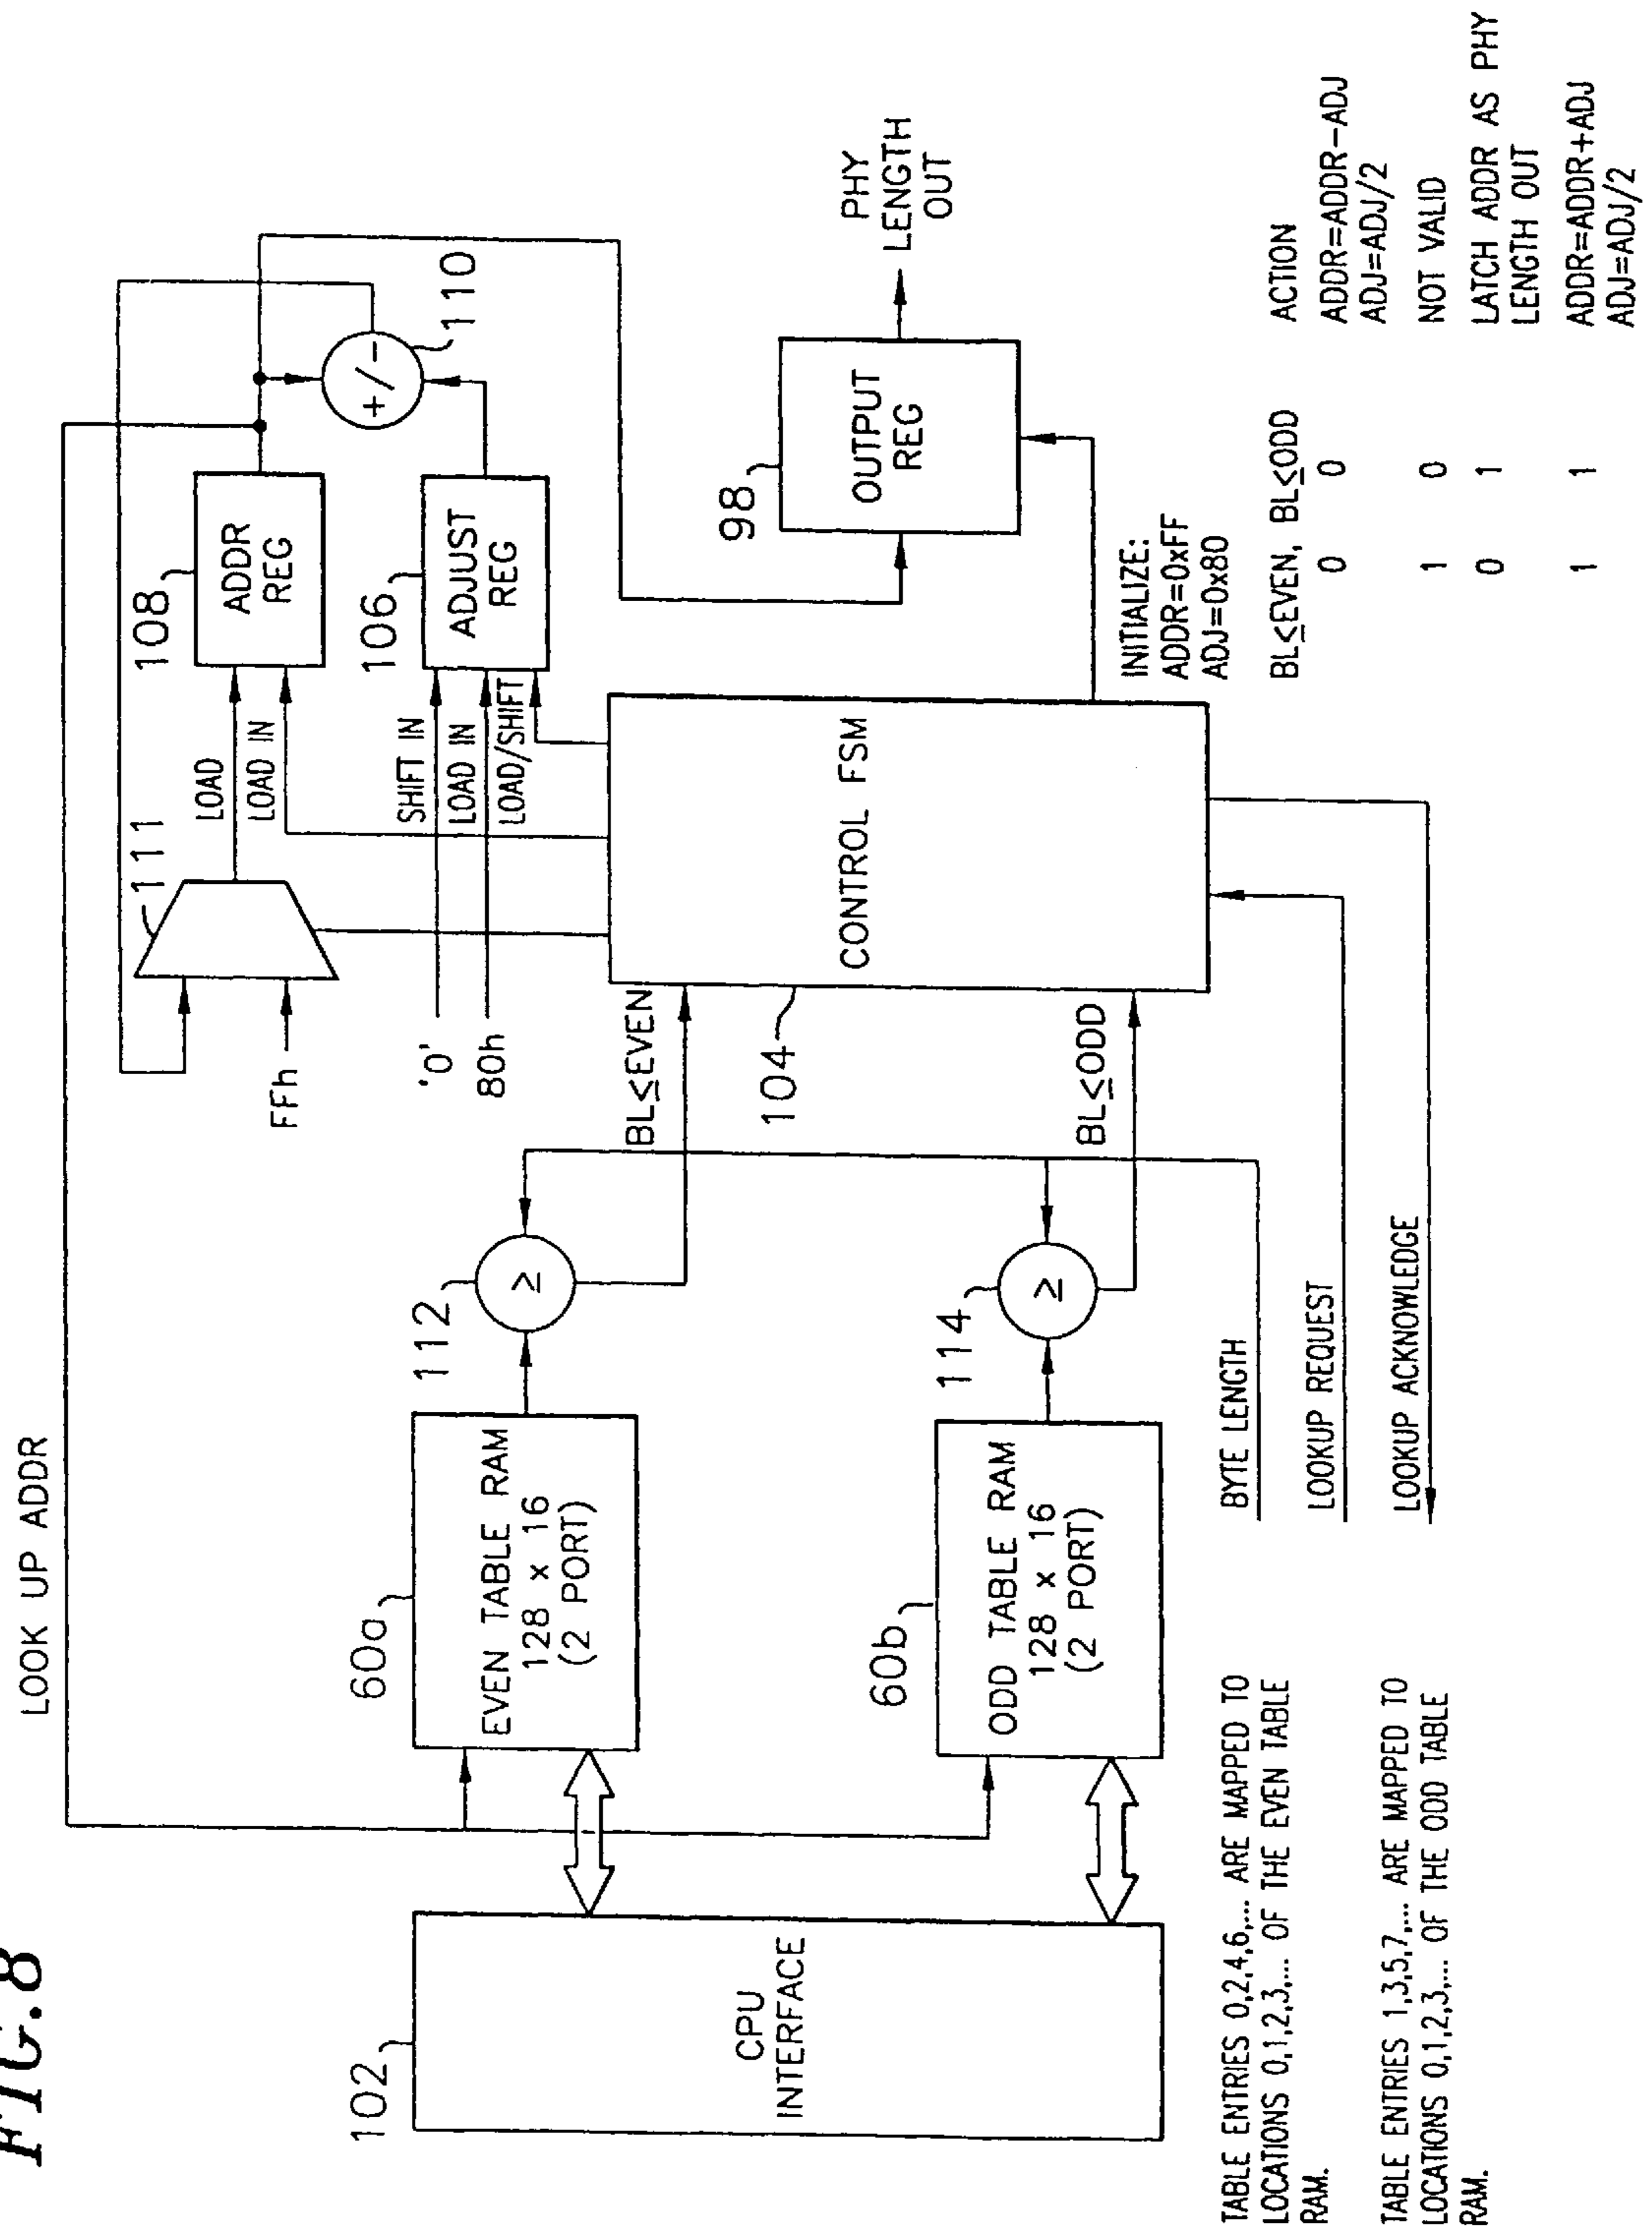 FIG.8
LOOK UP ADDR
111
LOAD
LOAD IN
FFh
108
ADDR
REG
'0'
80h
SHIFT IN
LOAD IN
LOAD/SHIFT
106
ADJUST
REG
+/-
110
102
CPU
INTERFACE
60a
EVEN TABLE RAM
128 x 16
(2 PORT)
112
≥
BL≤EVEN
60b
ODD TABLE RAM
128 x 16
(2 PORT)
114
≥
BL≤ODD
104
CONTROL FSM
98
OUTPUT
REG
PHY
LENGTH
OUT
BYTE LENGTH
LOOKUP REQUEST
LOOKUP ACKNOWLEDGE
TABLE ENTRIES 0,2,4,6,... ARE MAPPED TO
LOCATIONS 0,1,2,3,... OF THE EVEN TABLE
RAM.
TABLE ENTRIES 1,3,5,7,... ARE MAPPED TO
LOCATIONS 0,1,2,3,... OF THE ODD TABLE
RAM.
INITIALIZE:
ADDR=0xFF
ADJ=0x80
BL≤EVEN, BL≤ODD ACTION
0 0 ADDR=ADDR-ADJ
ADJ=ADJ/2
1 0 NOT VALID
0 1 LATCH ADDR AS PHY
LENGTH OUT
1 1 ADDR=ADDR+ADJ
ADJ=ADJ/2